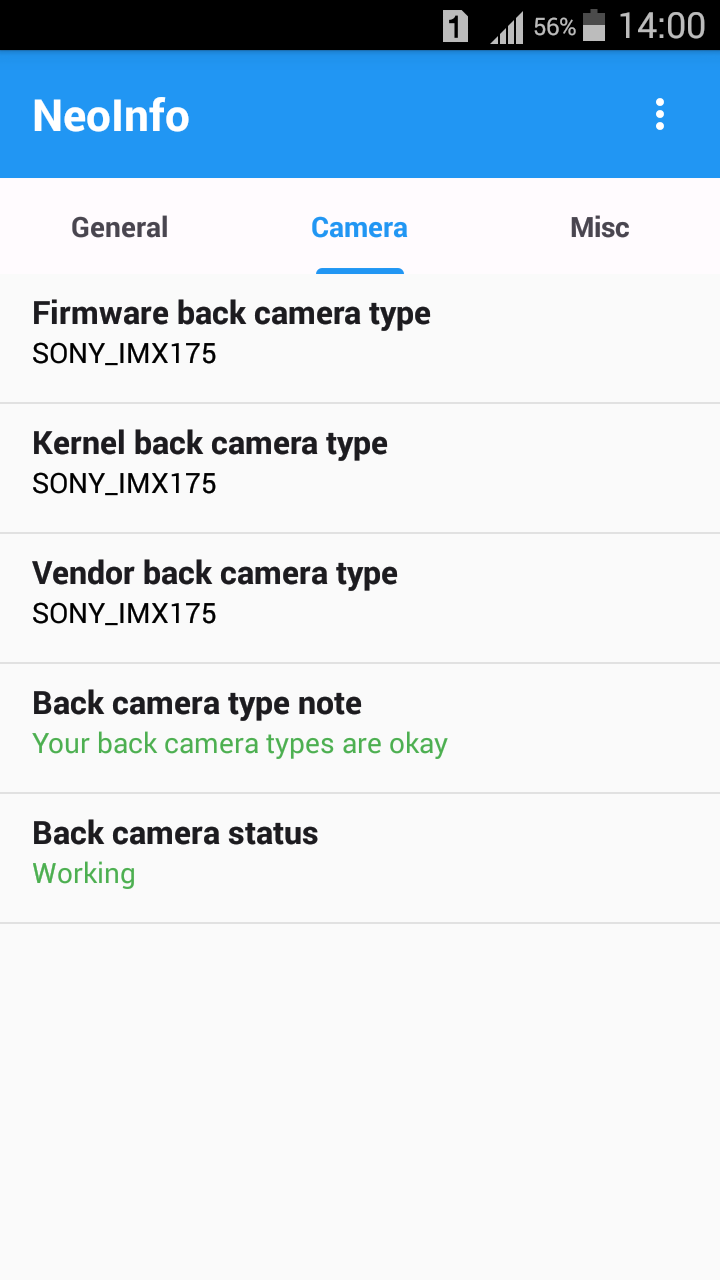 1 56% 14:00
NeoInfo
General Camera Misc
Firmware back camera type
SONY_IMX175
Kernel back camera type
SONY_IMX175
Vendor back camera type
SONY_IMX175
Back camera type note
Your back camera types are okay
Back camera status
Working